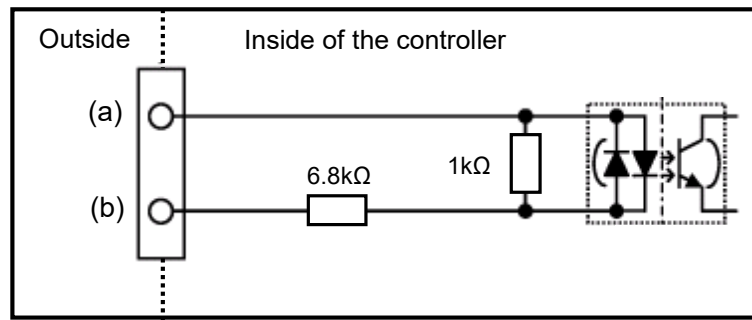 Outside
Inside of the controller
(a)
6.8kΩ
1kΩ
(b)